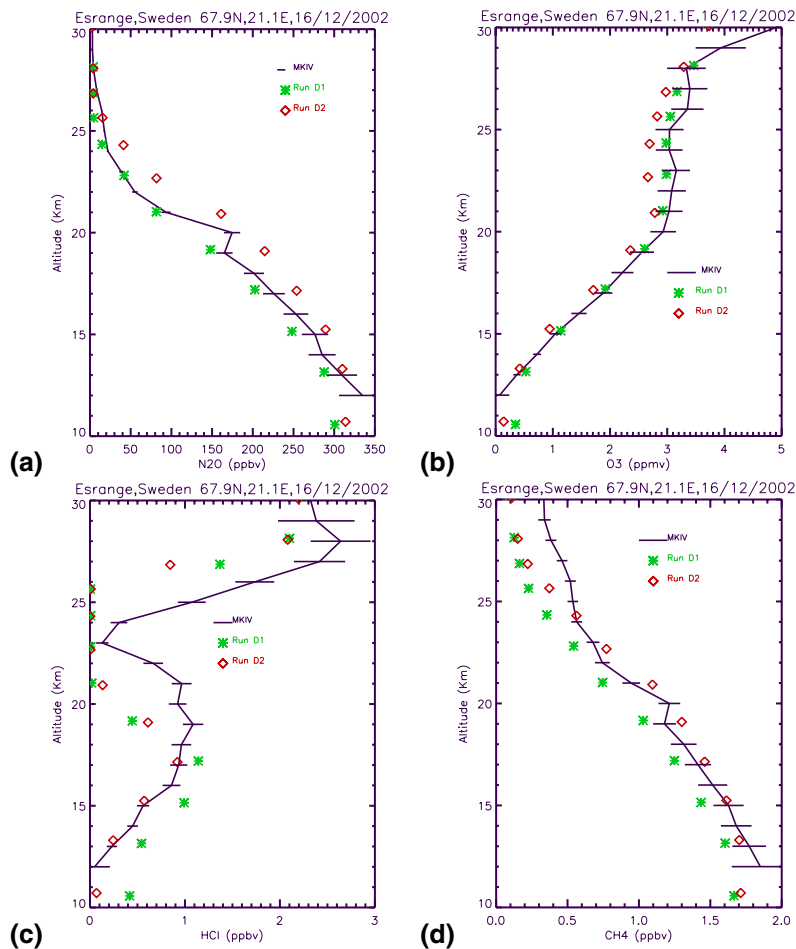 Esrange,Sweden 67.9N,21.1E,16/12/2002
30
25
20
15
10
Altitude (Km)
MKIV
Run D1
Run D2
0 50 100 150 200 250 300 350
N2O (ppbv)
(a)
Esrange,Sweden 67.9N,21.1E,16/12/2002
30
25
20
15
10
Altitude (Km)
MKIV
Run D1
Run D2
0 1 2 3 4 5
O3 (ppmv)
(b)
Esrange,Sweden 67.9N,21.1E,16/12/2002
30
25
20
15
10
Altitude (Km)
MKIV
Run D1
Run D2
0 1 2 3
HCl (ppbv)
(c)
Esrange,Sweden 67.9N,21.1E,16/12/2002
30
25
20
15
10
Altitude (Km)
MKIV
Run D1
Run D2
0.0 0.5 1.0 1.5 2.0
CH4 (ppbv)
(d)